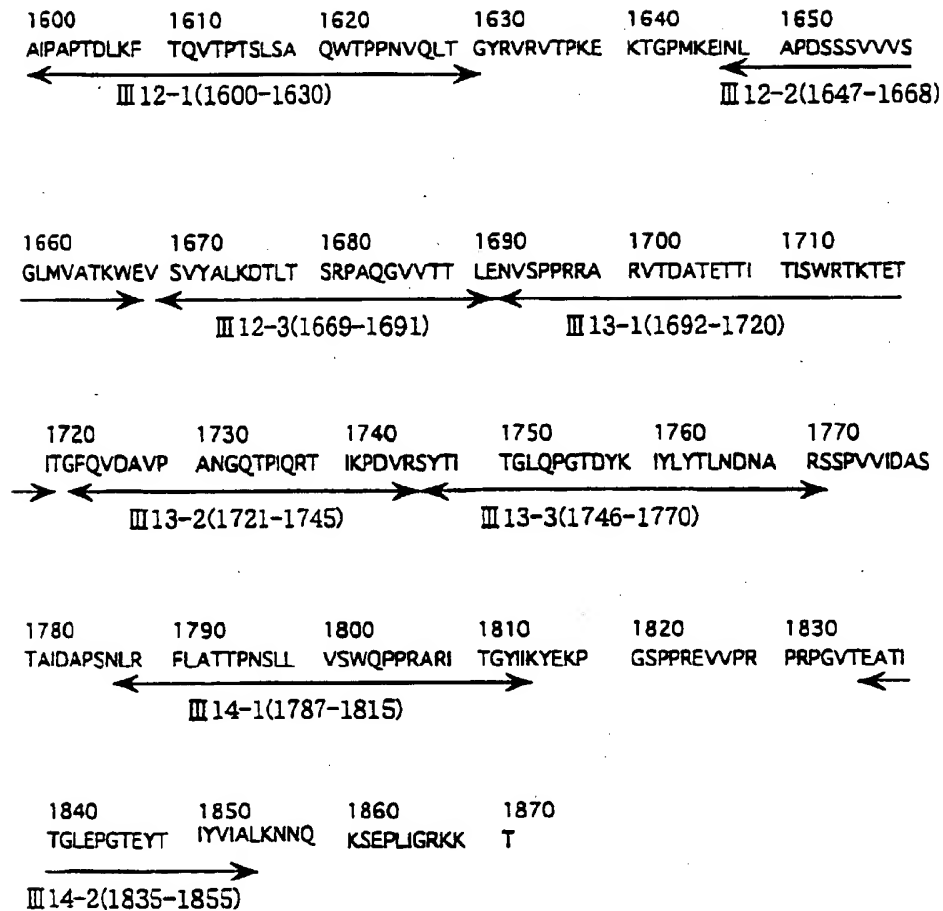 1600 1610 1620 1630 1640 1650
AIPAPTDLKF TQVTPTSLSA QWTPPNVQLT GYRVRVTPKE KTGPMKEINL APDSSSVVVS
Ⅲ12-1(1600-1630) Ⅲ12-2(1647-1668)
1660 1670 1680 1690 1700 1710
GLMVATKWEV SVYALKDTLT SRPAQGVVTT LENVSPPRRA RVTDATETTI TISWRTKTET
Ⅲ12-3(1669-1691) Ⅲ13-1(1692-1720)
1720 1730 1740 1750 1760 1770
ITGFQVDAVP ANGQTPIQRT IKPDVRSYTI TGLQPGTDYK IYLYTLNDNA RSSPVVIDAS
Ⅲ13-2(1721-1745) Ⅲ13-3(1746-1770)
1780 1790 1800 1810 1820 1830
TAIDAPSNLR FLATTPNSLL VSWQPPRARI TGYIIKYEKP GSPPREVVPR PRPGVTEATI
Ⅲ14-1(1787-1815)
1840 1850 1860 1870
TGLEPGTEYT IYVIALKNNQ KSEPLIGRKK T
Ⅲ14-2(1835-1855)